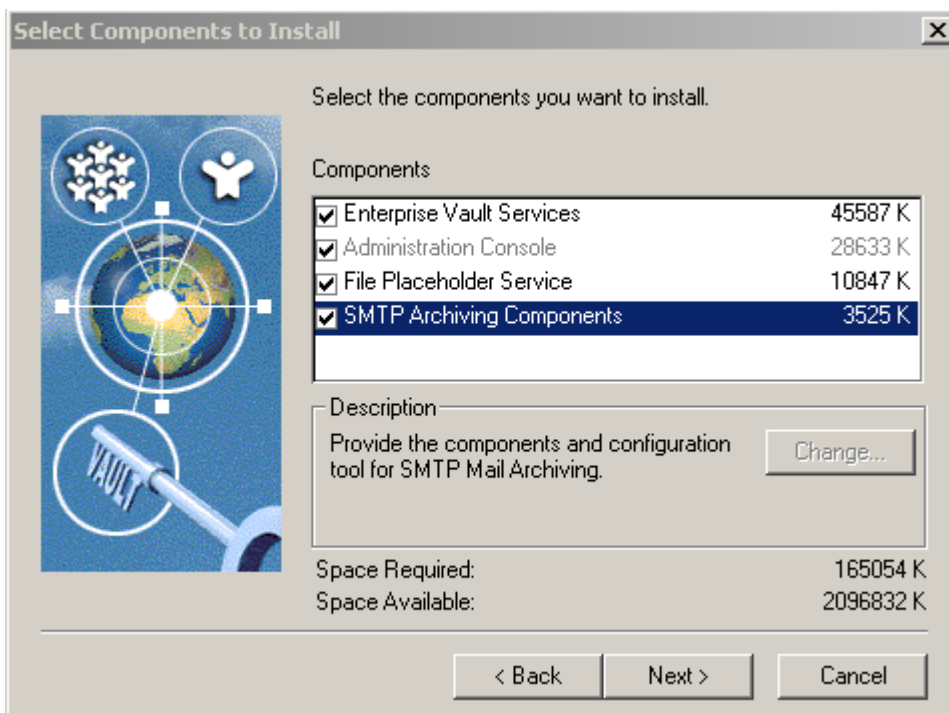 Select Components to Install
Select the components you want to install.
Components
Enterprise Vault Services 45587 K
Administration Console 28633 K
File Placeholder Service 10847 K
SMTP Archiving Components 3525 K
Description
Provide the components and configuration
tool for SMTP Mail Archiving.
Change...
VAULT
Space Required: 165054 K
Space Available: 2096832 K
< Back Next > Cancel